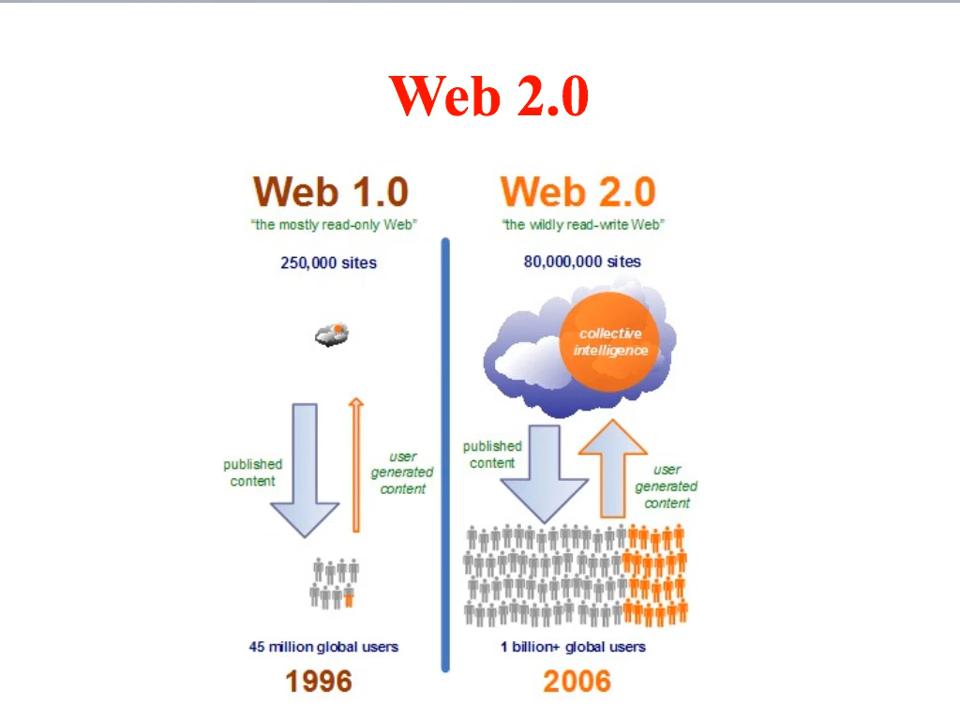 Web 2.0
Web 1.0
"the mostly read-only Web"
250,000 sites
published
content
user
generated
content
45 million global users
1996
Web 2.0
"the wildly read-write Web"
80,000,000 sites
collective
intelligence
published
content
user
generated
content
1 billion+ global users
2006